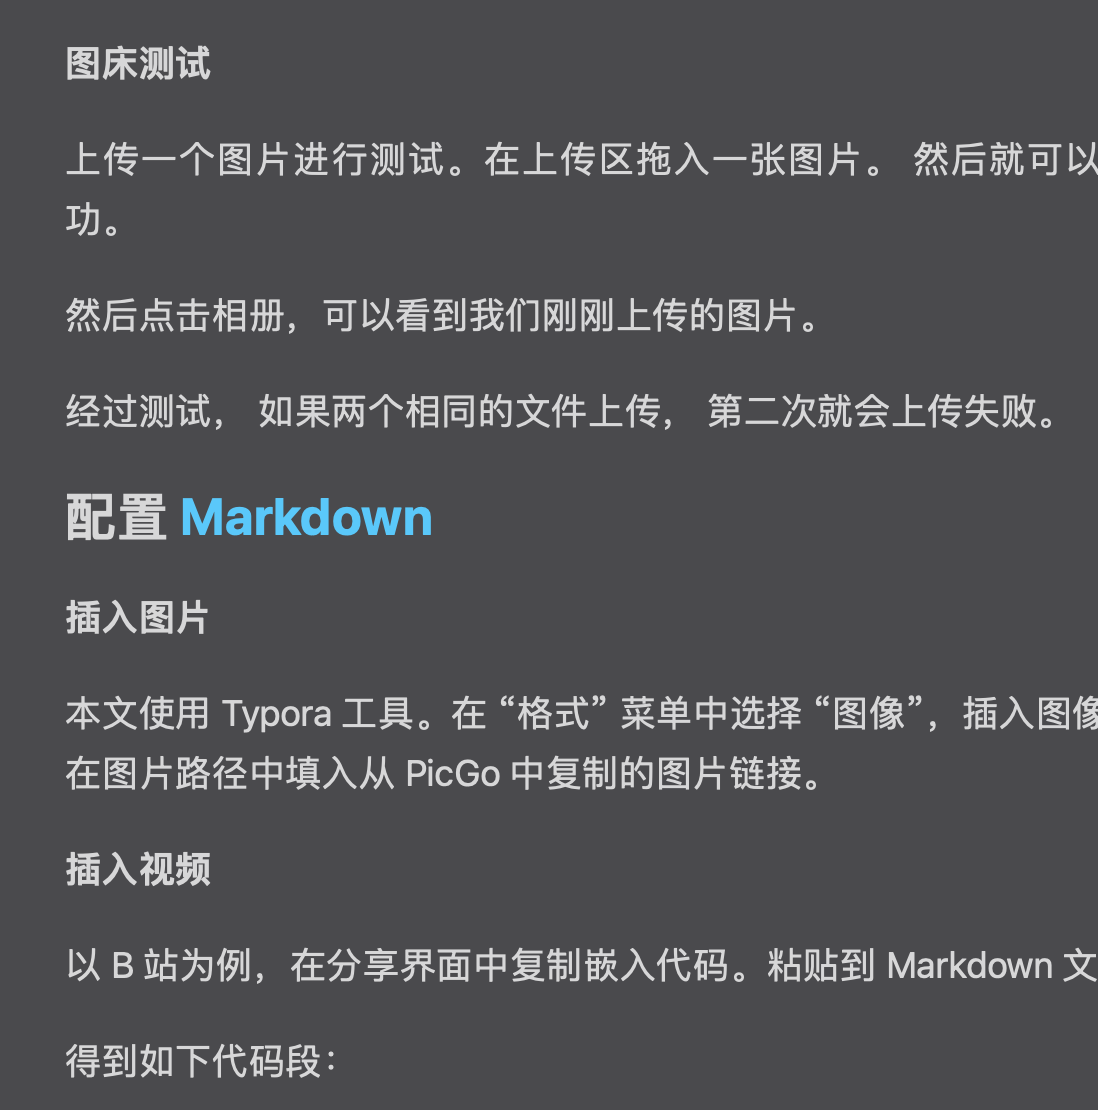 图床测试
上传一个图片进行测试。在上传区拖入一张图片。 然后就可以
功。
然后点击相册，可以看到我们刚刚上传的图片。
经过测试， 如果两个相同的文件上传， 第二次就会上传失败。
配置 Markdown
插入图片
本文使用 Typora 工具。在 “格式” 菜单中选择 “图像”，插入图像
在图片路径中填入从 PicGo 中复制的图片链接。
插入视频
以 B 站为例，在分享界面中复制嵌入代码。粘贴到 Markdown 文
得到如下代码段：